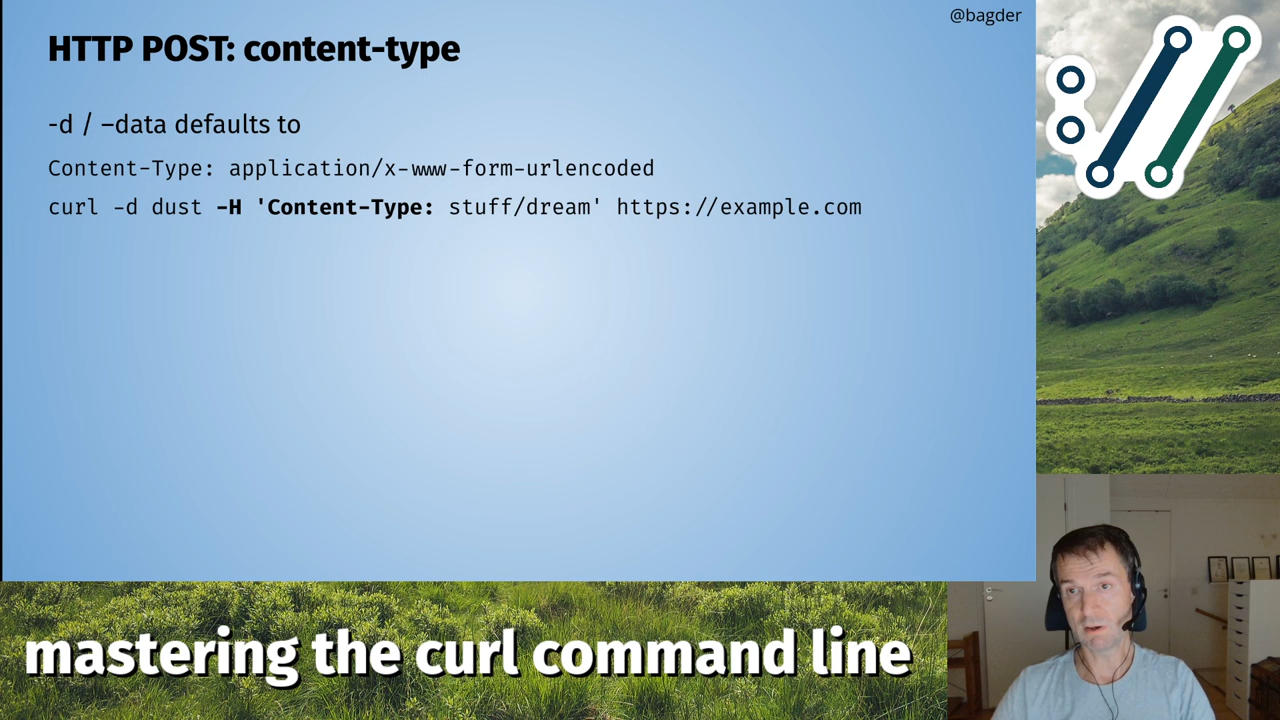 @bagder
HTTP POST: content-type
-d / –data defaults to
Content-Type: application/x-www-form-urlencoded
curl -d dust -H 'Content-Type: stuff/dream' https://example.com
mastering the curl command line